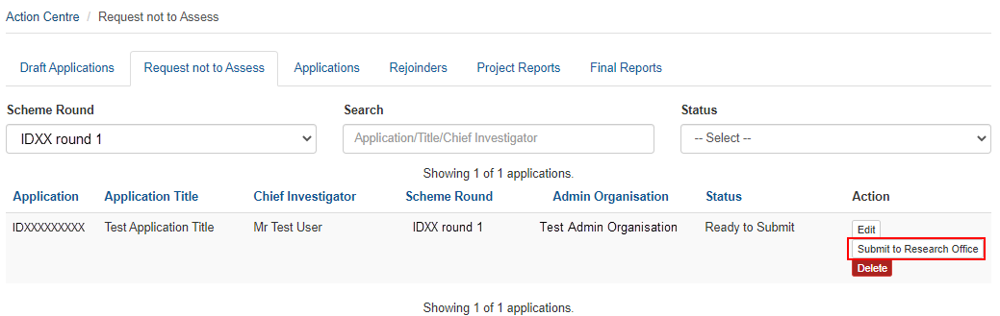 Action Centre / Request not to Assess
Draft Applications Request not to Assess Applications Rejoinders Project Reports Final Reports
Scheme Round Search Status
IDXX round 1 Application/Title/Chief Investigator -- Select --
Showing 1 of 1 applications.
Application Application Title Chief Investigator Scheme Round Admin Organisation Status Action
IDXXXXXXXX Test Application Title Mr Test User IDXX round 1 Test Admin Organisation Ready to Submit Edit
Submit to Research Office
Delete
Showing 1 of 1 applications.